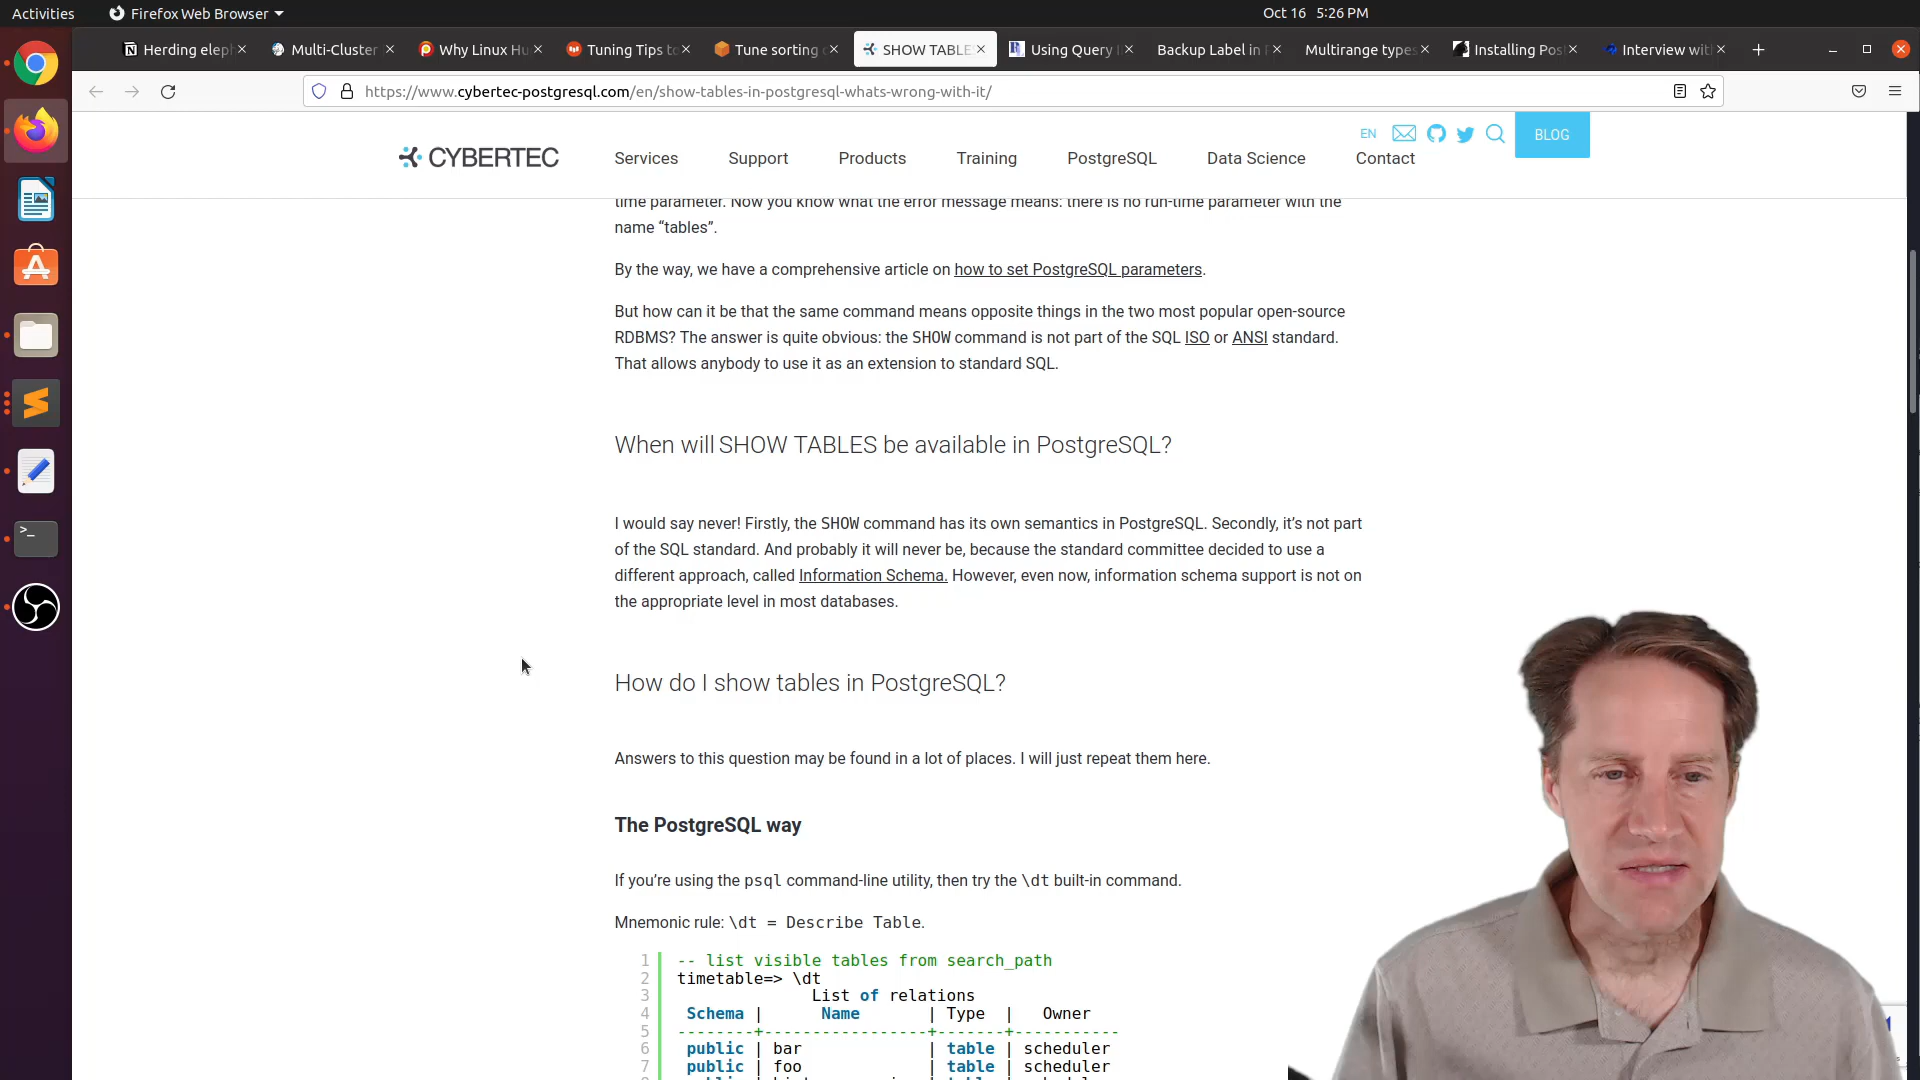 Activities
Firefox Web Browser
Oct 16 5:26 PM
Herding elep
Multi-Cluster
Why Linux Hu
Tuning Tips to
Tune sorting
SHOW TABLE
Using Query
Backup Label in
Multirange types
Installing Pos
Interview wit
https://www.cybertec-postgresql.com/en/show-tables-in-postgresql-whats-wrong-with-it/
EN
BLOG
CYBERTEC
Services
Support
Products
Training
PostgreSQL
Data Science
Contact
time parameter. Now you know what the error message means: there is no run-time parameter with the
name “tables”.
By the way, we have a comprehensive article on how to set PostgreSQL parameters.
But how can it be that the same command means opposite things in the two most popular open-source
RDBMS? The answer is quite obvious: the SHOW command is not part of the SQL ISO or ANSI standard.
That allows anybody to use it as an extension to standard SQL.
When will SHOW TABLES be available in PostgreSQL?
I would say never! Firstly, the SHOW command has its own semantics in PostgreSQL. Secondly, it’s not part
of the SQL standard. And probably it will never be, because the standard committee decided to use a
different approach, called Information Schema. However, even now, information schema support is not on
the appropriate level in most databases.
How do I show tables in PostgreSQL?
Answers to this question may be found in a lot of places. I will just repeat them here.
The PostgreSQL way
If you’re using the psql command-line utility, then try the \dt built-in command.
Mnemonic rule: \dt = Describe Table.
1 -- list visible tables from search_path
2 timetable=> \dt
3 List of relations
4 Schema | Name | Type | Owner
5 --------+-----------------+-------+-----------
6 public | bar | table | scheduler
7 public | foo | table | scheduler